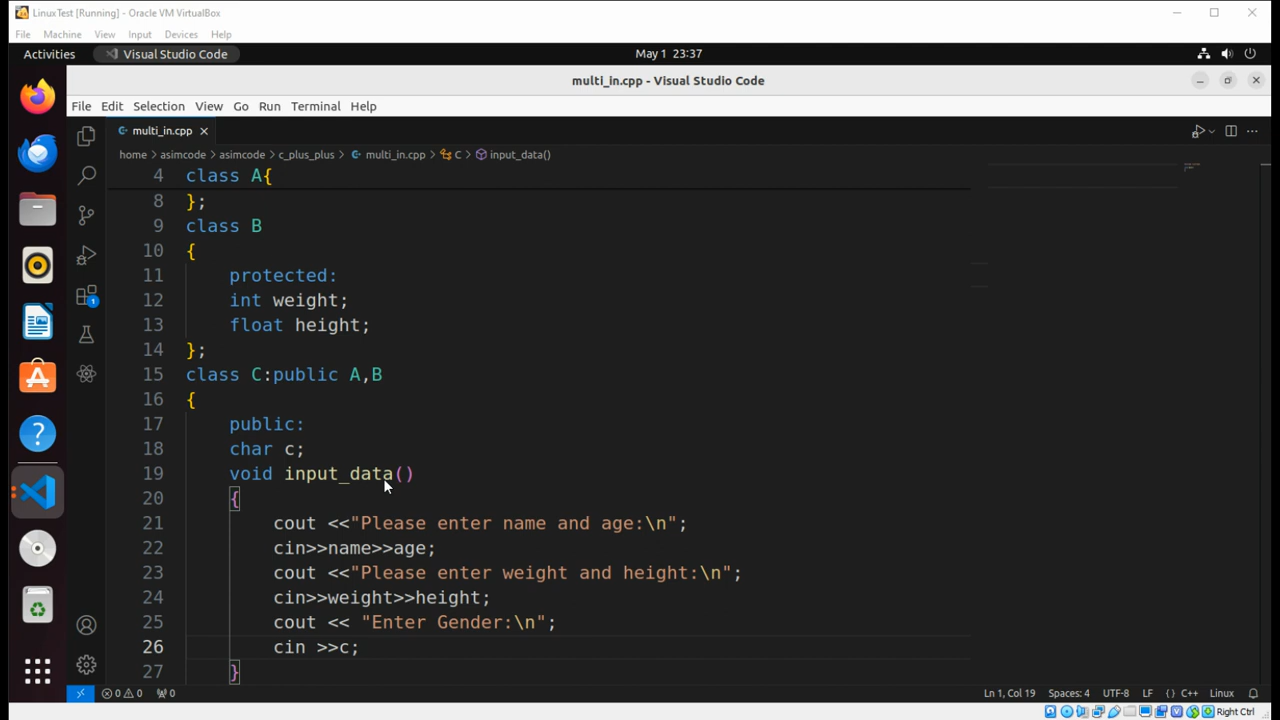 LinuxTest [Running] - Oracle VM VirtualBox
File Machine View Input Devices Help
Activities Visual Studio Code May 1 23:37
multi_in.cpp - Visual Studio Code
File Edit Selection View Go Run Terminal Help
multi_in.cpp
home > asimcode > asimcode > c_plus_plus > multi_in.cpp > C > input_data()
4 class A{
8 };
9 class B
10 {
11 protected:
12 int weight;
13 float height;
14 };
15 class C:public A,B
16 {
17 public:
18 char c;
19 void input_data()
20 {
21 cout <<"Please enter name and age:\n";
22 cin>>name>>age;
23 cout <<"Please enter weight and height:\n";
24 cin>>weight>>height;
25 cout << "Enter Gender:\n";
26 cin >>c;
27 }
1
0 0 0 Ln 1, Col 19 Spaces: 4 UTF-8 LF {} C++ Linux
Right Ctrl